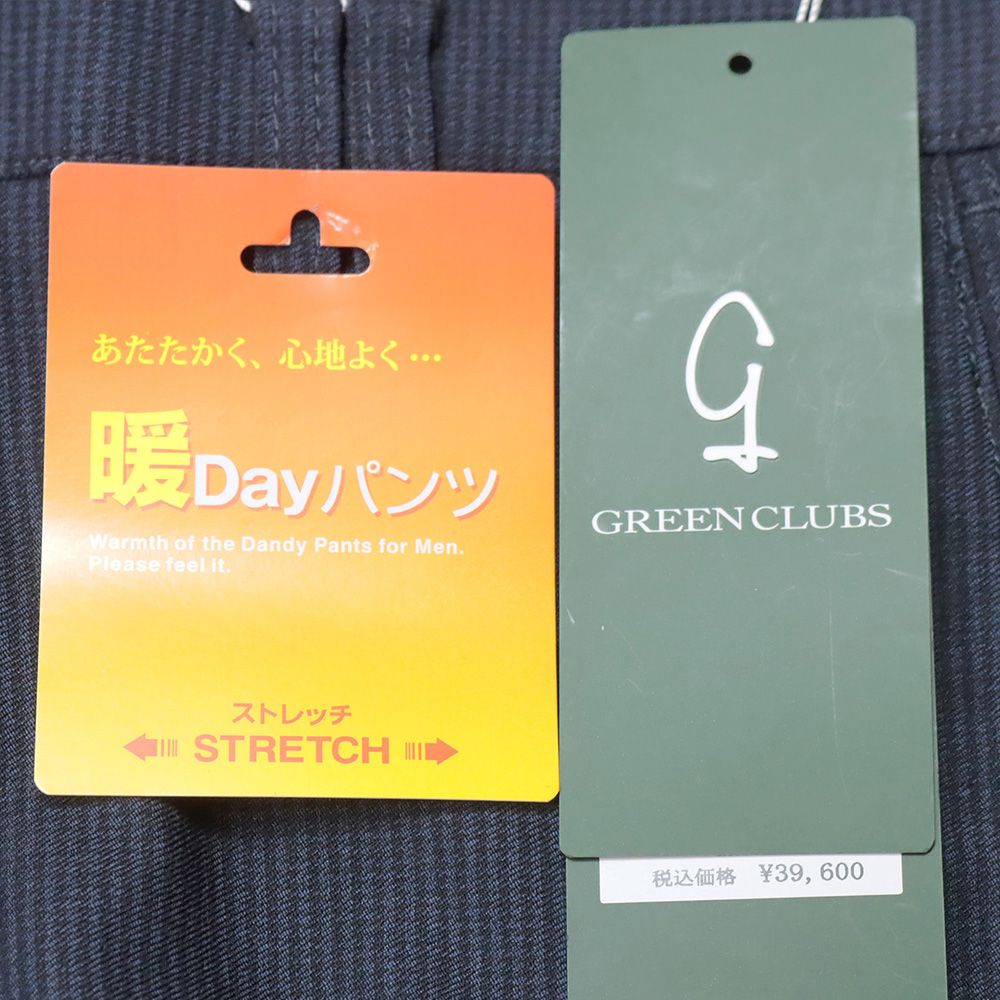 あたたかく、心地よく…
暖Dayパンツ
Warmth of the Dandy Pants for Men.
Please feel it.
ストレッチ
STRETCH
G
GREEN CLUBS
税込価格 ¥39,600